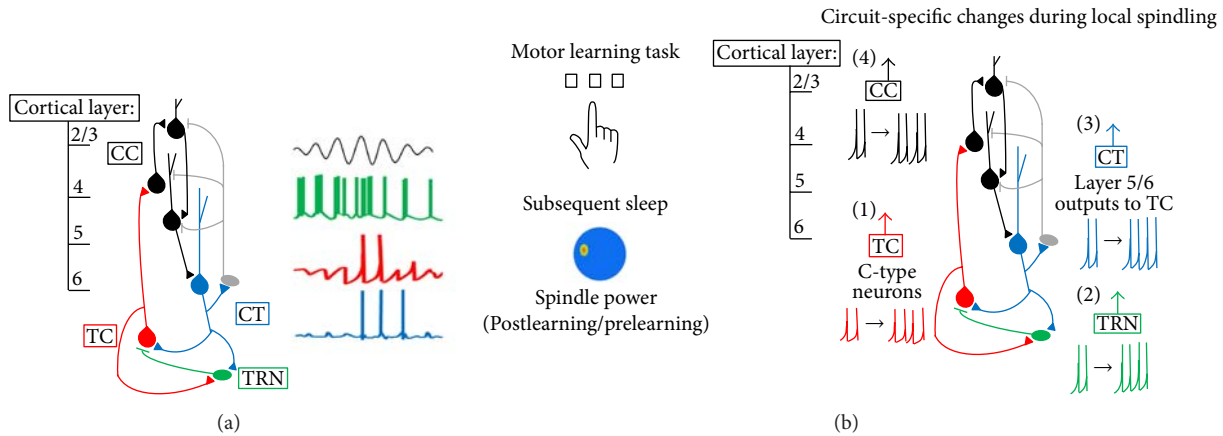 Cortical layer:
2/3
4
5
6
CC
CT
TC
TRN
(a)
Motor learning task
Subsequent sleep
Spindle power
(Postlearning/prelearning)
Circuit-specific changes during local spindling
Cortical layer:
2/3
4
5
6
(4)
CC
(3)
CT
Layer 5/6
outputs to TC
(1)
TC
C-type
neurons
(2)
TRN
(b)